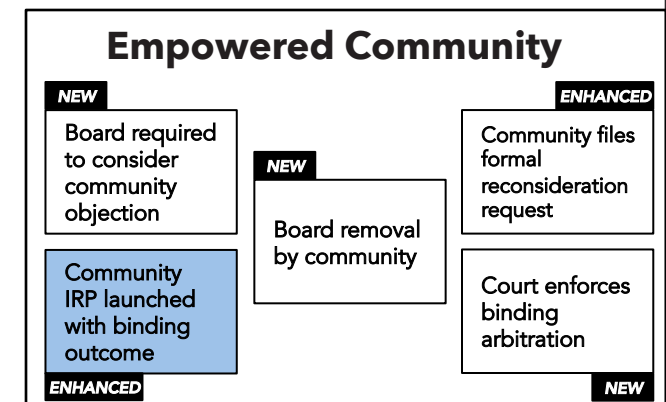 Empowered Community
NEW
Board required
to consider
community
objection
Community
IRP launched
with binding
outcome
ENHANCED
NEW
Board removal
by community
ENHANCED
Community files
formal
reconsideration
request
Court enforces
binding
arbitration
NEW